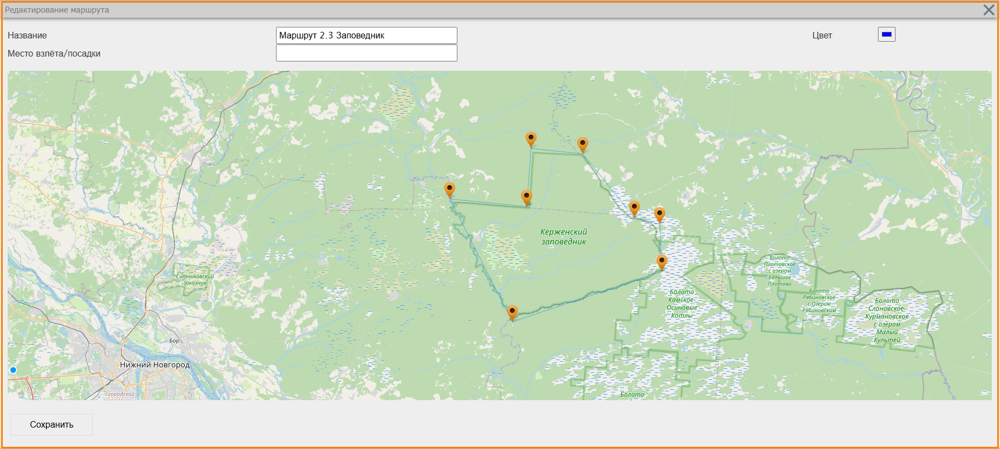 Редактирование маршрута
Название
Маршрут 2.3 Заповедник
Цвет
Место взлёта/посадки
Керженский
заповедник
Ситниковский
заказник
Болото
Плотовское
с озером
Большое
Плотово
Болото
Рябиновское
с Озером
Рябиновским
Болото
Камское-
Осиновые
Котлы
Болото
Слоновское-
Курмановское
с озером
Малый
Культей
Бор
Нижний Новгород
городской
Болото
Сохранить